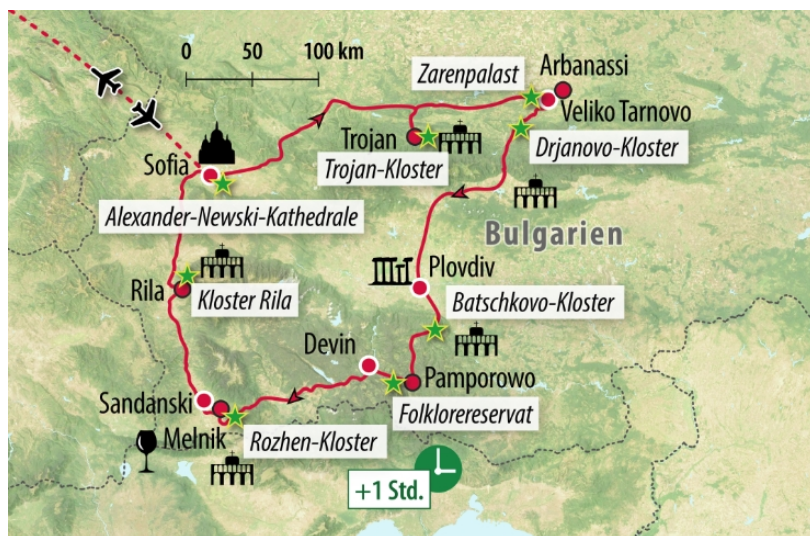 0 50 100 km
Zarenpalast
Arbanassi
Veliko Tarnovo
Trojan
Trojan-Kloster
Drjanovo-Kloster
Sofia
Alexander-Newski-Kathedrale
Bulgarien
Plovdiv
Rila
Kloster Rila
Batschkovo-Kloster
Devin
Pamporowo
Sandanski
Folklorereservat
Melnik
Rozhen-Kloster
+1 Std.